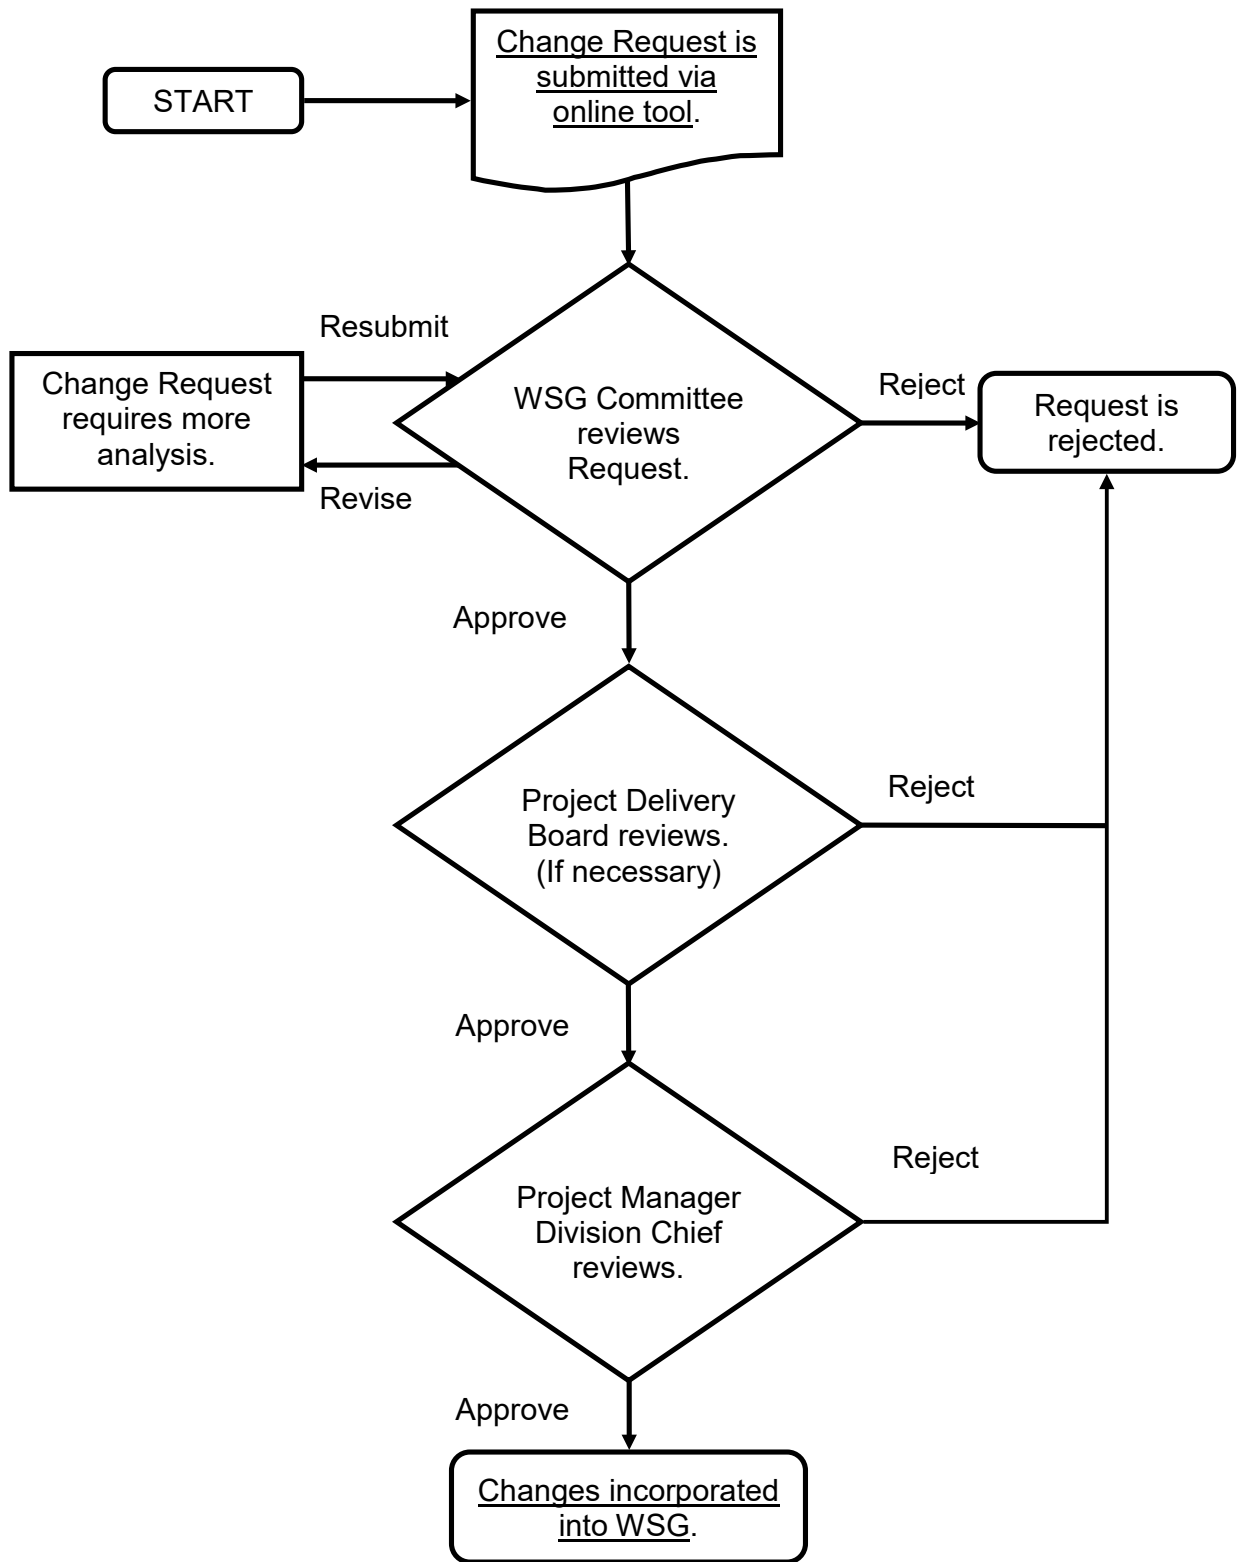 Change Request is
submitted via
online tool.
START
Resubmit
Change Request
requires more
analysis.
Revise
WSG Committee
reviews
Request.
Reject
Request is
rejected.
Approve
Project Delivery
Board reviews.
(If necessary)
Reject
Approve
Project Manager
Division Chief
reviews.
Reject
Approve
Changes incorporated
into WSG.